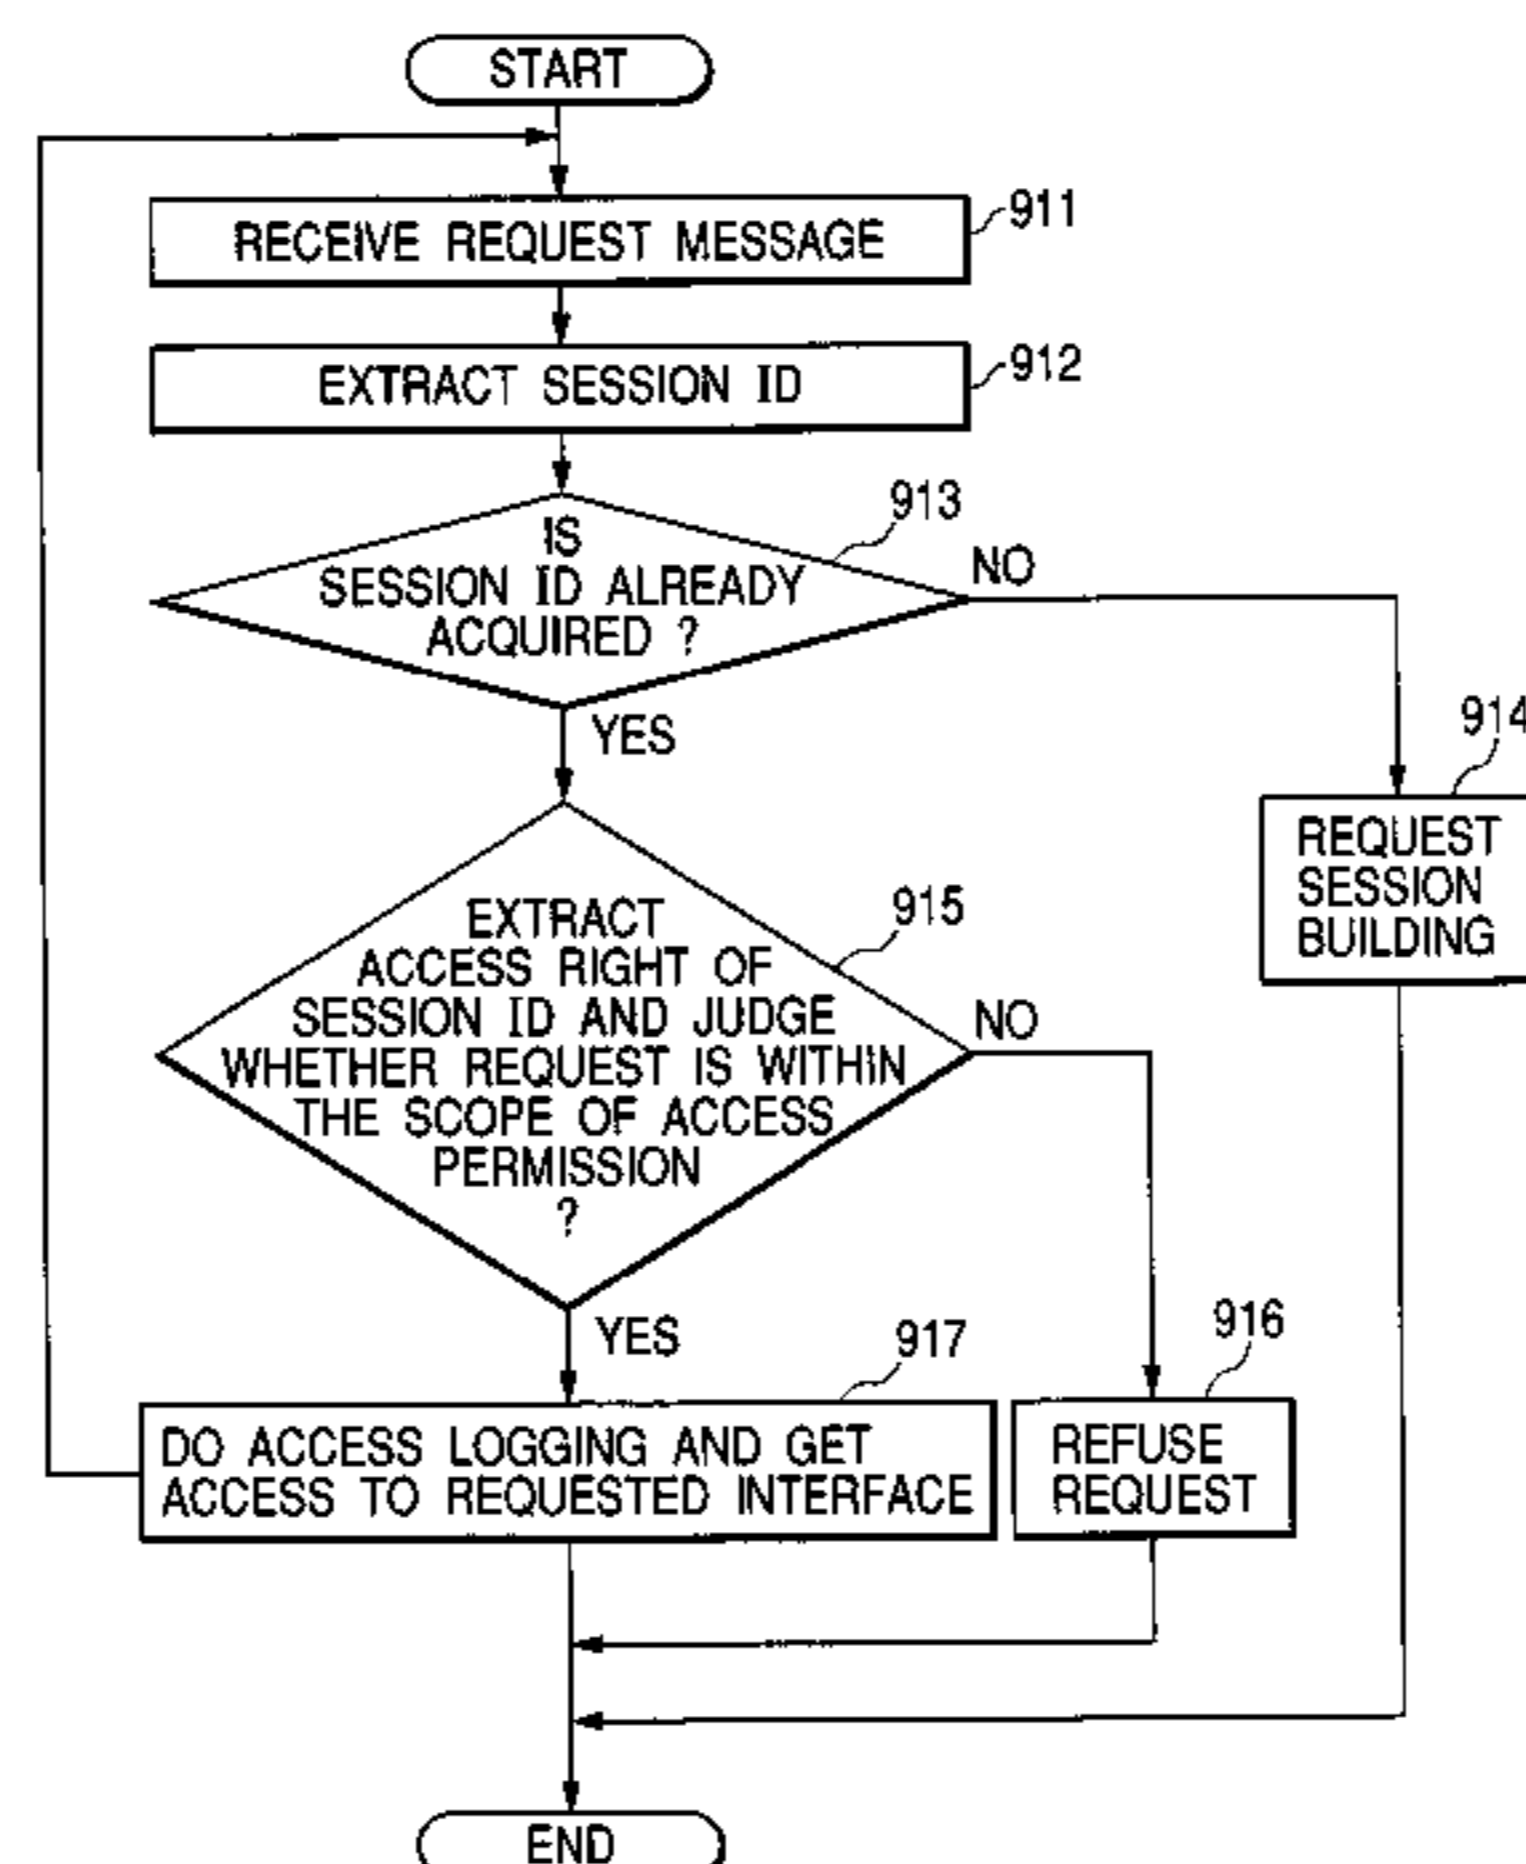 START
RECEIVE REQUEST MESSAGE
911
EXTRACT SESSION ID
912
913
IS
SESSION ID ALREADY
ACQUIRED ?
NO
YES
914
REQUEST
SESSION
BUILDING
915
EXTRACT
ACCESS RIGHT OF
SESSION ID AND JUDGE
WHETHER REQUEST IS WITHIN
THE SCOPE OF ACCESS
PERMISSION
?
NO
YES
917
916
DO ACCESS LOGGING AND GET
ACCESS TO REQUESTED INTERFACE
REFUSE
REQUEST
END